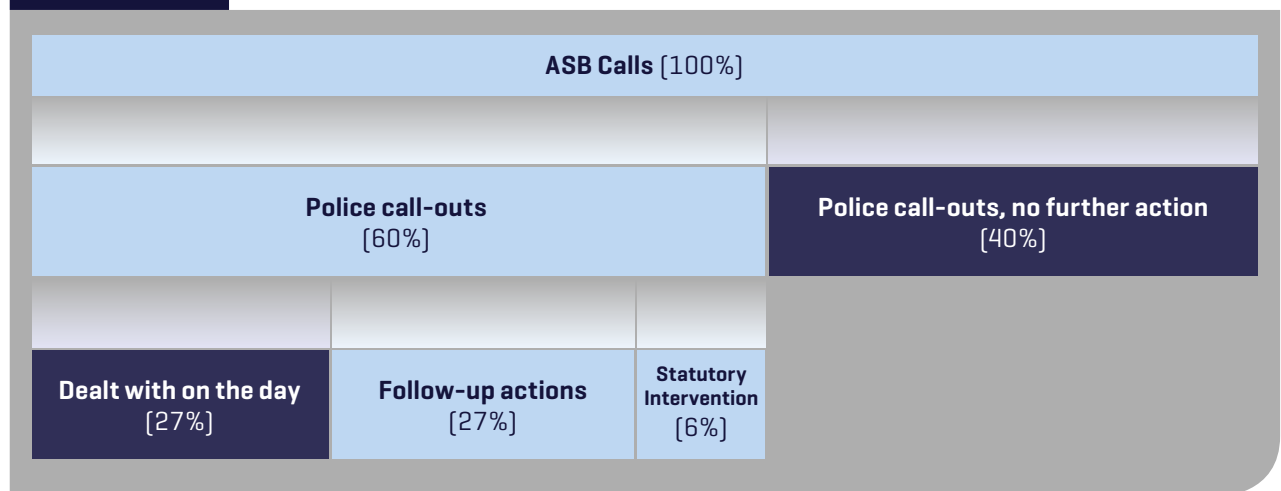 ASB Calls (100%)
Police call-outs
(60%)
Police call-outs, no further action
(40%)
Dealt with on the day
(27%)
Follow-up actions
(27%)
Statutory
Intervention
(6%)